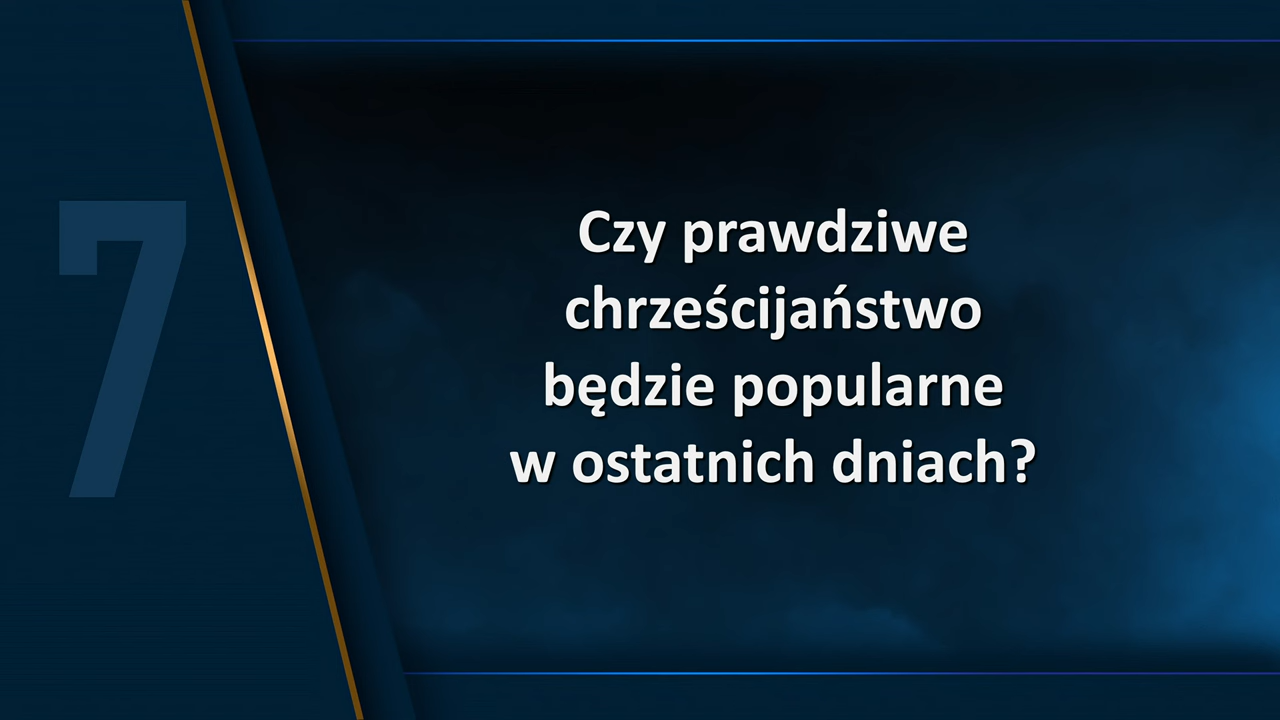 7
Czy prawdziwe
chrześcijaństwo
będzie popularne
w ostatnich dniach?